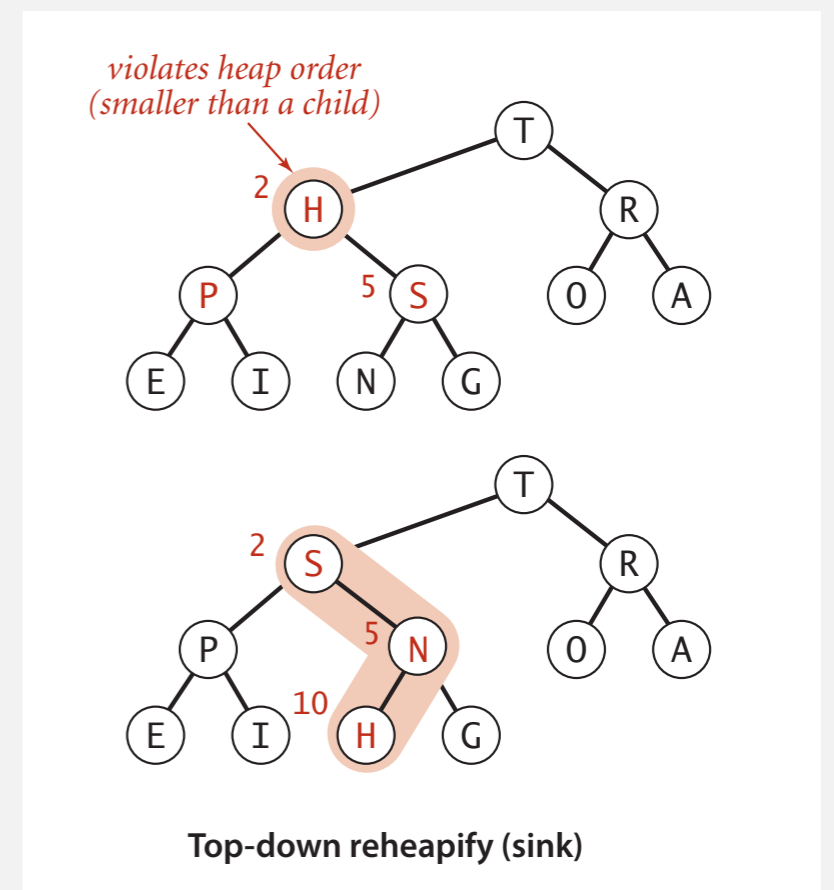 violates heap order
(smaller than a child)
T
2 H R
P 5 S O A
E I N G
T
2 S R
P 5 N O A
E I 10 H G
Top-down reheapify (sink)